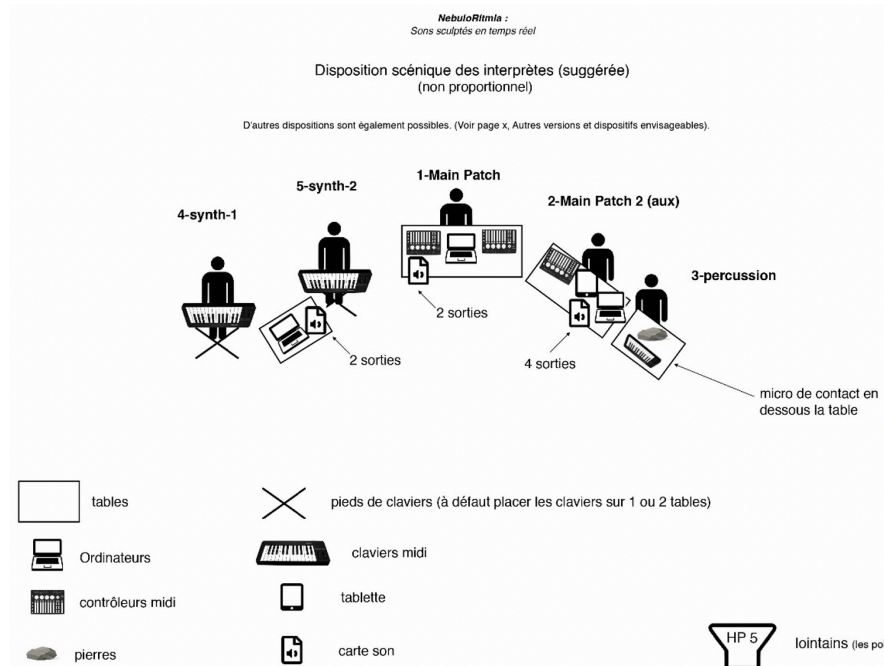 NebuloRitmIa :
Sons sculptés en temps réel
Disposition scénique des interprètes (suggérée)
(non proportionnel)
D'autres dispositions sont également possibles. (Voir page x, Autres versions et dispositifs envisageables).
1-Main Patch
5-synth-2
2-Main Patch 2 (aux)
4-synth-1
3-percussion
2 sorties
2 sorties
4 sorties
micro de contact en
dessous la table
tables
pieds de claviers (à défaut placer les claviers sur 1 ou 2 tables)
Ordinateurs
claviers midi
contrôleurs midi
tablette
pierres
carte son
HP 5
lointains (les po